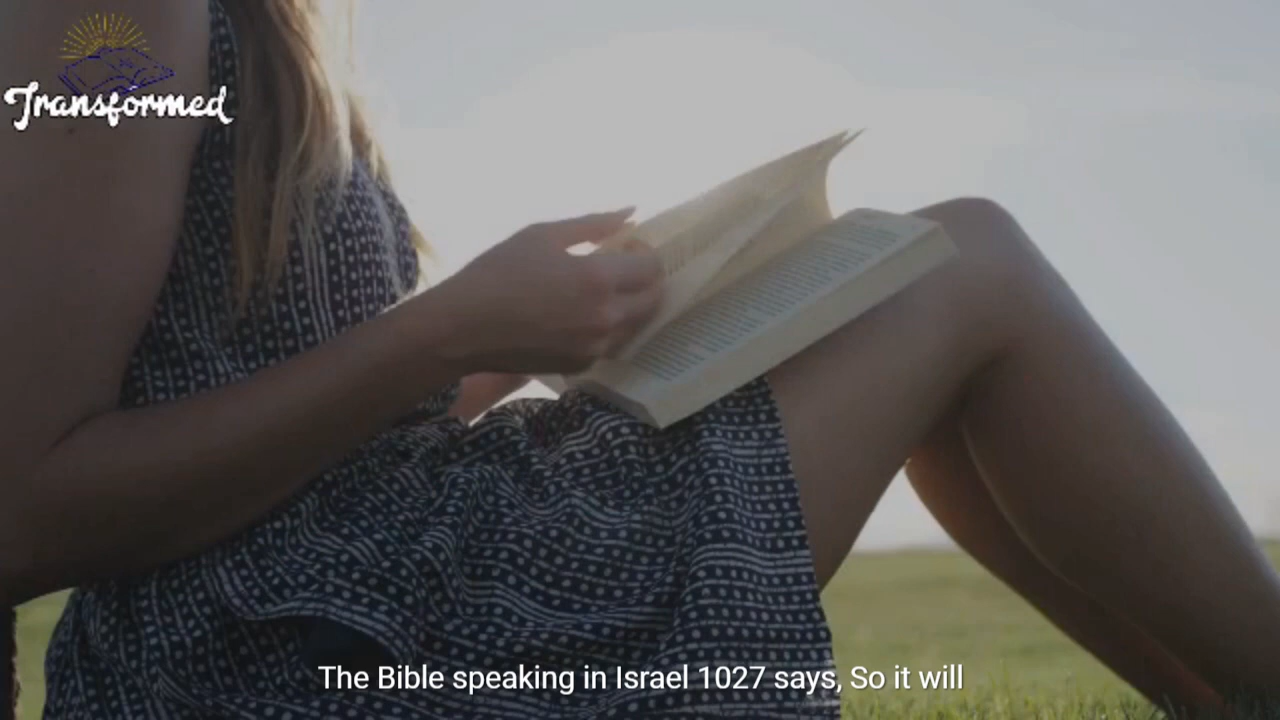 Transformed
The Bible speaking in Israel 1027 says, So it will